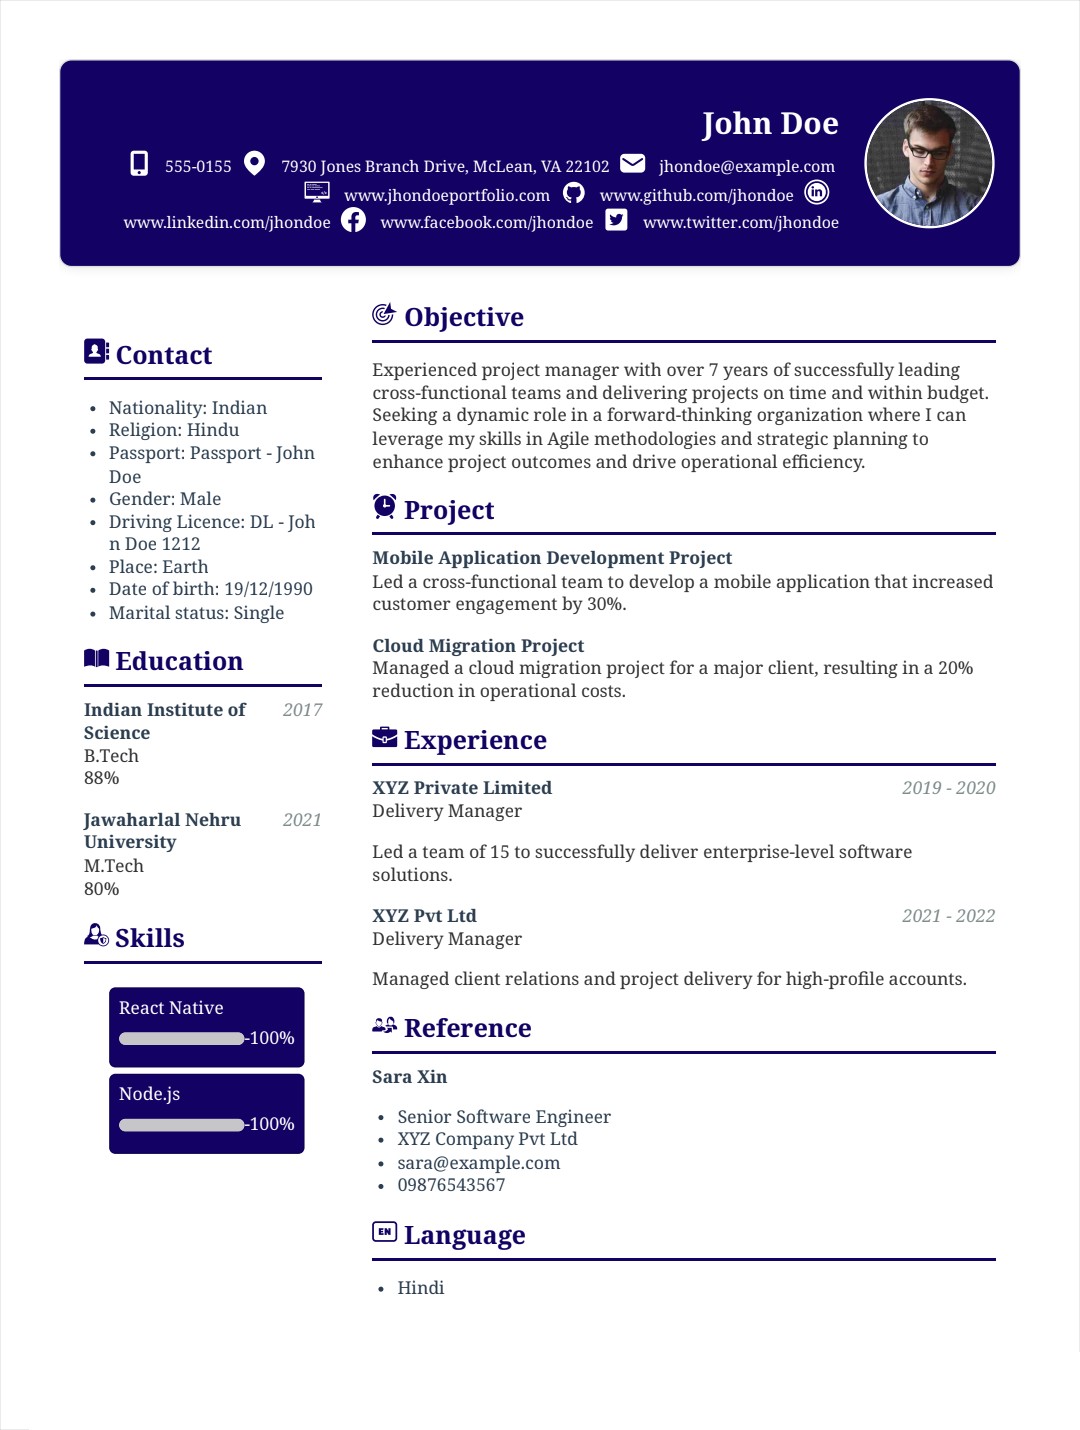 John Doe
555-0155 7930 Jones Branch Drive, McLean, VA 22102 jhondoe@example.com
www.jhondoeportfolio.com www.github.com/jhondoe in
www.linkedin.com/jhondoe www.facebook.com/jhondoe www.twitter.com/jhondoe
Contact
• Nationality: Indian
• Religion: Hindu
• Passport: Passport - John
Doe
• Gender: Male
• Driving Licence: DL - Joh
n Doe 1212
• Place: Earth
• Date of birth: 19/12/1990
• Marital status: Single
Education
Indian Institute of 2017
Science
B.Tech
88%
Jawaharlal Nehru 2021
University
M.Tech
80%
Skills
React Native
-100%
Node.js
-100%
Objective
Experienced project manager with over 7 years of successfully leading
cross-functional teams and delivering projects on time and within budget.
Seeking a dynamic role in a forward-thinking organization where I can
leverage my skills in Agile methodologies and strategic planning to
enhance project outcomes and drive operational efficiency.
Project
Mobile Application Development Project
Led a cross-functional team to develop a mobile application that increased
customer engagement by 30%.
Cloud Migration Project
Managed a cloud migration project for a major client, resulting in a 20%
reduction in operational costs.
Experience
XYZ Private Limited 2019 - 2020
Delivery Manager
Led a team of 15 to successfully deliver enterprise-level software
solutions.
XYZ Pvt Ltd 2021 - 2022
Delivery Manager
Managed client relations and project delivery for high-profile accounts.
Reference
Sara Xin
• Senior Software Engineer
• XYZ Company Pvt Ltd
• sara@example.com
• 09876543567
EN Language
• Hindi